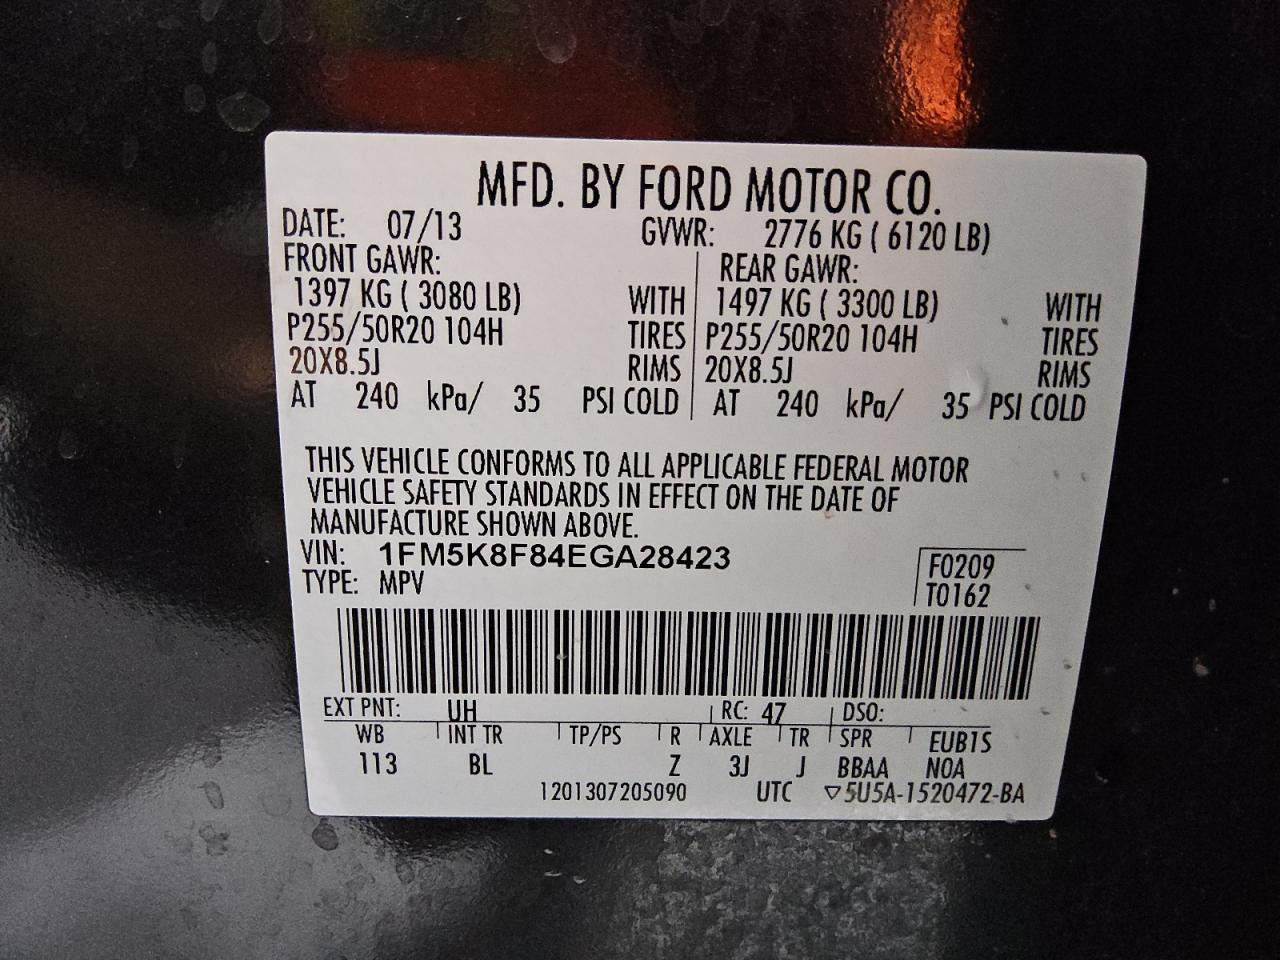 MFD. BY FORD MOTOR CO.
DATE: 07/13 GVWR: 2776 KG ( 6120 LB)
FRONT GAWR: REAR GAWR:
1397 KG ( 3080 LB) WITH 1497 KG ( 3300 LB) WITH
P255/50R20 104H TIRES P255/50R20 104H TIRES
20X8.5J RIMS 20X8.5J RIMS
AT 240 kPa/ 35 PSI COLD AT 240 kPa/ 35 PSI COLD
THIS VEHICLE CONFORMS TO ALL APPLICABLE FEDERAL MOTOR
VEHICLE SAFETY STANDARDS IN EFFECT ON THE DATE OF
MANUFACTURE SHOWN ABOVE.
VIN: 1FM5K8F84EGA28423 F0209
TYPE: MPV T0162
EXT PNT: UH RC: 47 DSO:
WB INT TR TP/PS R AXLE TR SPR EUB1S
113 BL Z 3J J BBAA N0A
1201307205090 UTC ▽5U5A-1520472-BA